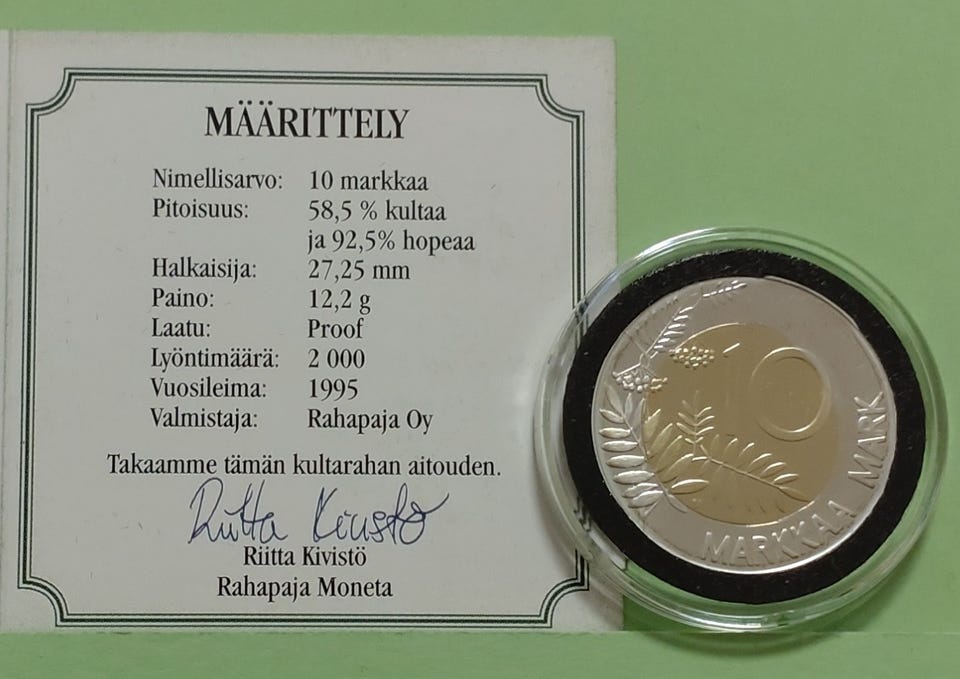 MÄÄRITTELY
Nimellisarvo: 10 markkaa
Pitoisuus: 58,5 % kultaa
ja 92,5% hopeaa
Halkaisija: 27,25 mm
Paino: 12,2 g
Laatu: Proof
Lyöntimäärä: 2 000
Vuosileima: 1995
Valmistaja: Rahapaja Oy
Takaamme tämän kultarahan aitouden.
Riitta Kivistö
Riitta Kivistö
Rahapaja Moneta
10
MARKKAA MARK